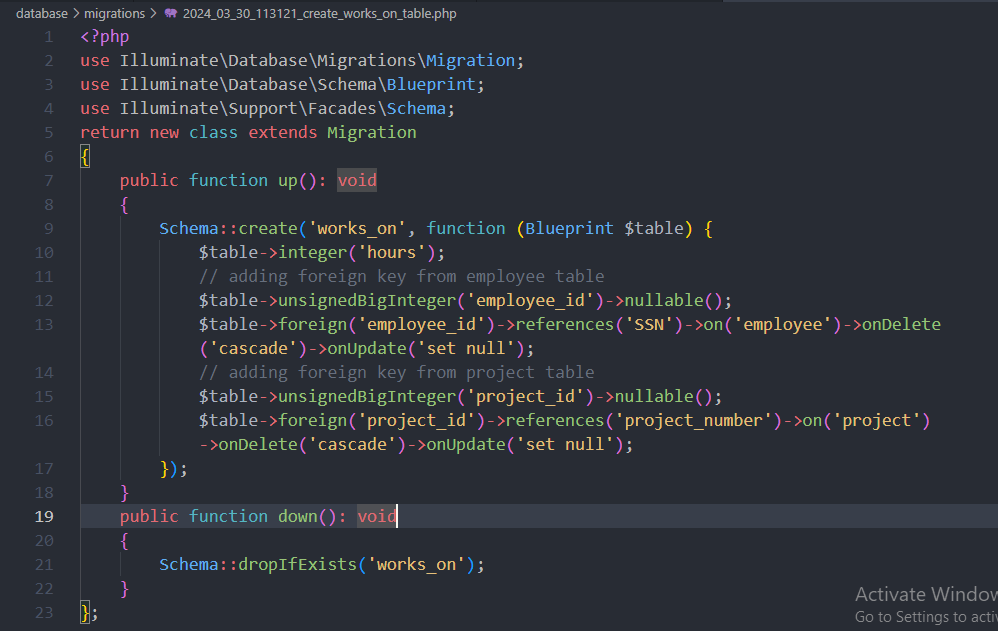 database > migrations > 2024_03_30_113121_create_works_on_table.php
1 <?php
2 use Illuminate\Database\Migrations\Migration;
3 use Illuminate\Database\Schema\Blueprint;
4 use Illuminate\Support\Facades\Schema;
5 return new class extends Migration
6 {
7 public function up(): void
8 {
9 Schema::create('works_on', function (Blueprint $table) {
10 $table->integer('hours');
11 // adding foreign key from employee table
12 $table->unsignedBigInteger('employee_id')->nullable();
13 $table->foreign('employee_id')->references('SSN')->on('employee')->onDelete
('cascade')->onUpdate('set null');
14 // adding foreign key from project table
15 $table->unsignedBigInteger('project_id')->nullable();
16 $table->foreign('project_id')->references('project_number')->on('project')
->onDelete('cascade')->onUpdate('set null');
17 });
18 }
19 public function down(): void
20 {
21 Schema::dropIfExists('works_on');
22 }
23 };
Activate Window
Go to Settings to acti